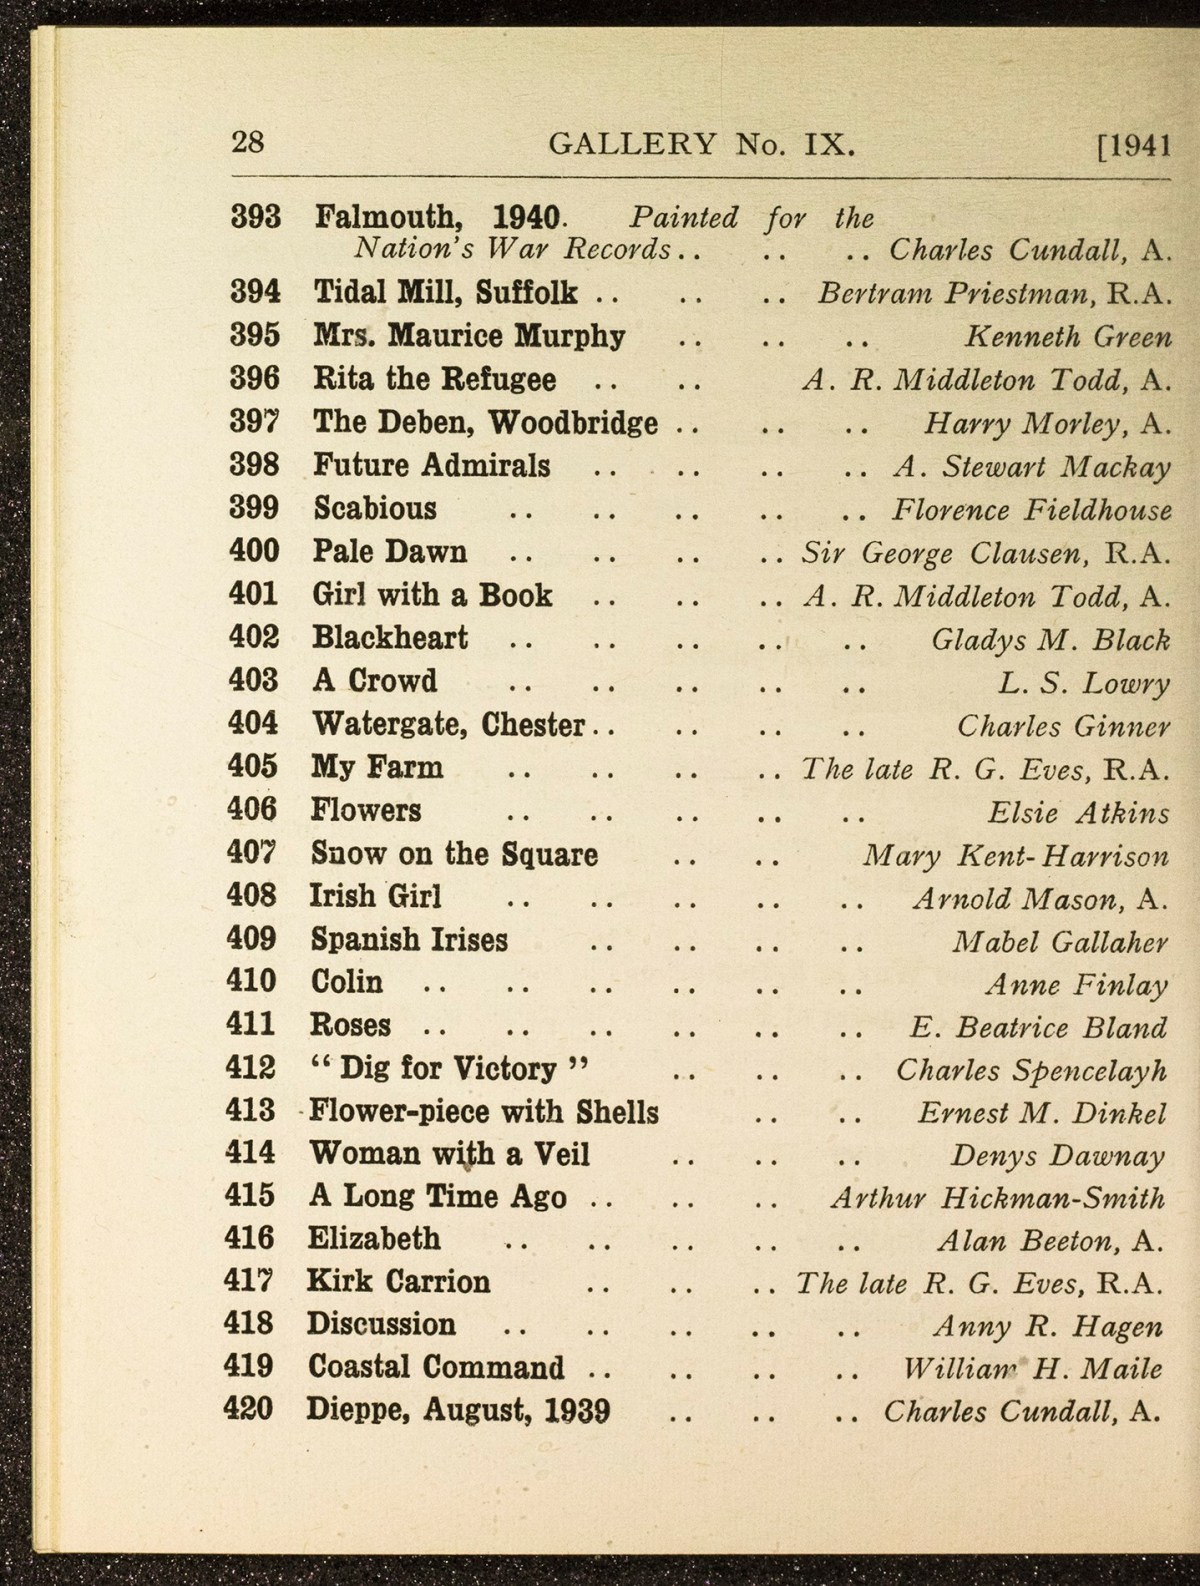 28 GALLERY No. IX. [1941
393 Falmouth, 1940. Painted for the
Nation's War Records .. .. .. Charles Cundall, A.
394 Tidal Mill, Suffolk .. .. .. Bertram Priestman, R.A.
395 Mrs. Maurice Murphy .. .. .. Kenneth Green
396 Rita the Refugee .. .. A. R. Middleton Todd, A.
397 The Deben, Woodbridge .. .. .. Harry Morley, A.
398 Future Admirals .. .. .. .. A. Stewart Mackay
399 Scabious .. .. .. .. .. Florence Fieldhouse
400 Pale Dawn .. .. .. .. Sir George Clausen, R.A.
401 Girl with a Book .. .. .. A. R. Middleton Todd, A.
402 Blackheart .. .. .. .. .. Gladys M. Black
403 A Crowd .. .. .. .. .. L. S. Lowry
404 Watergate, Chester .. .. .. .. Charles Ginner
405 My Farm .. .. .. .. The late R. G. Eves, R.A.
406 Flowers .. .. .. .. .. Elsie Atkins
407 Snow on the Square .. .. Mary Kent-Harrison
408 Irish Girl .. .. .. .. .. Arnold Mason, A.
409 Spanish Irises .. .. .. .. Mabel Gallaher
410 Colin .. .. .. .. .. .. Anne Finlay
411 Roses .. .. .. .. .. .. E. Beatrice Bland
412 “ Dig for Victory ” .. .. .. Charles Spencelayh
413 Flower-piece with Shells .. .. Ernest M. Dinkel
414 Woman with a Veil .. .. .. Denys Dawnay
415 A Long Time Ago .. .. .. Arthur Hickman-Smith
416 Elizabeth .. .. .. .. .. Alan Beeton, A.
417 Kirk Carrion .. .. .. The late R. G. Eves, R.A.
418 Discussion .. .. .. .. .. Anny R. Hagen
419 Coastal Command .. .. .. .. William H. Maile
420 Dieppe, August, 1939 .. .. .. Charles Cundall, A.